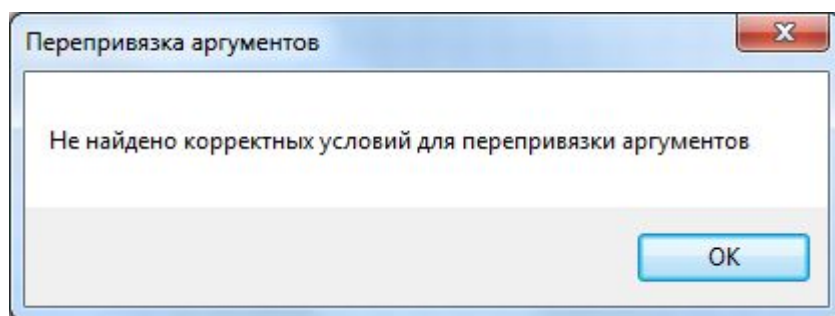 Перепривязка аргументов
Не найдено корректных условий для перепривязки аргументов
OK